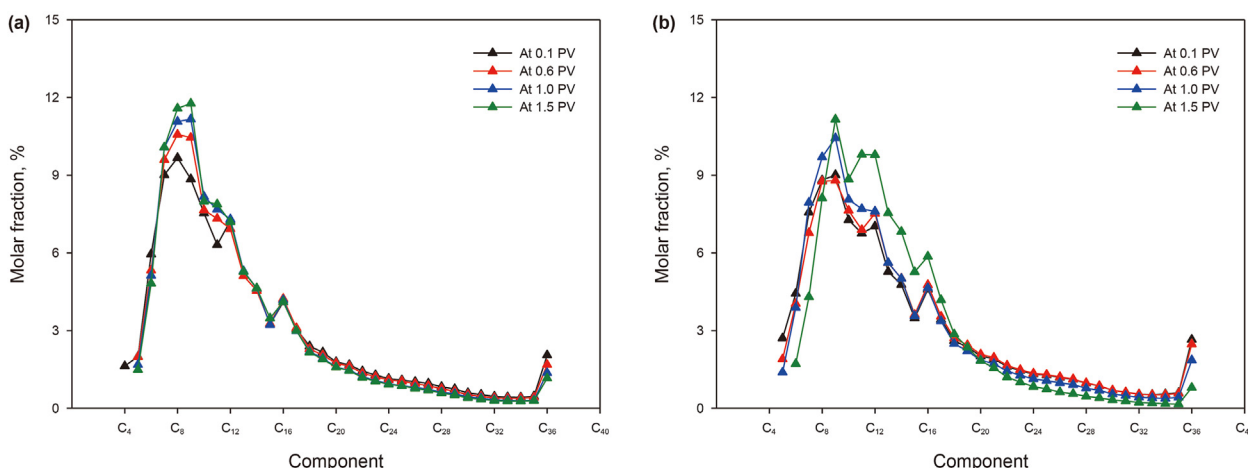 (a)
15
12
9
6
3
0
Molar fraction, %
At 0.1 PV
At 0.6 PV
At 1.0 PV
At 1.5 PV
C₄ C₈ C₁₂ C₁₆ C₂₀ C₂₄ C₂₈ C₃₂ C₃₆ C₄₀
Component
(b)
15
12
9
6
3
0
Molar fraction, %
At 0.1 PV
At 0.6 PV
At 1.0 PV
At 1.5 PV
C₄ C₈ C₁₂ C₁₆ C₂₀ C₂₄ C₂₈ C₃₂ C₃₆ C₄
Component